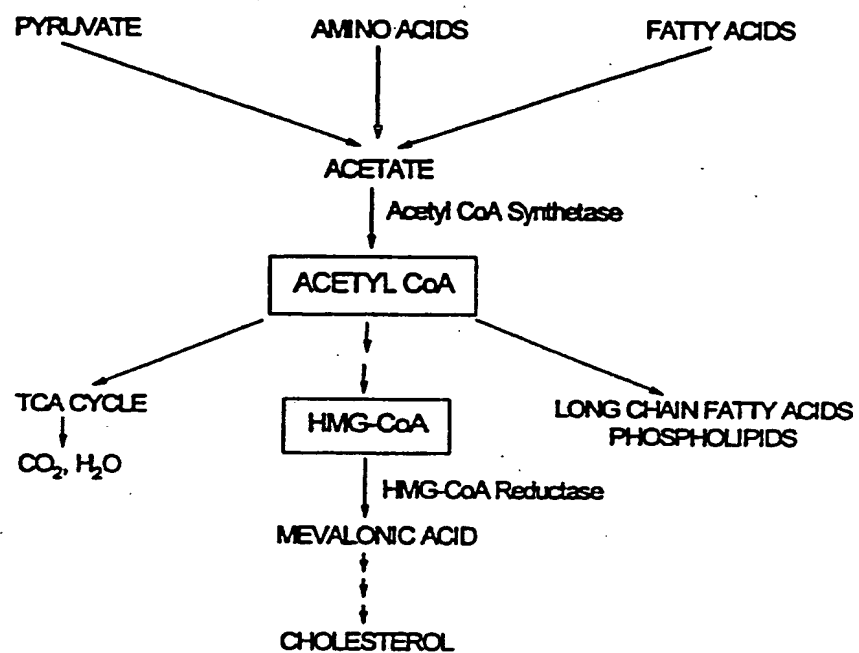 PYRUVATE
AMINO ACIDS
FATTY ACIDS
ACETATE
Acetyl CoA Synthetase
ACETYL CoA
TCA CYCLE
CO₂, H₂O
HMG-CoA
LONG CHAIN FATTY ACIDS
PHOSPHOLIPIDS
HMG-CoA Reductase
MEVALONIC ACID
CHOLESTEROL